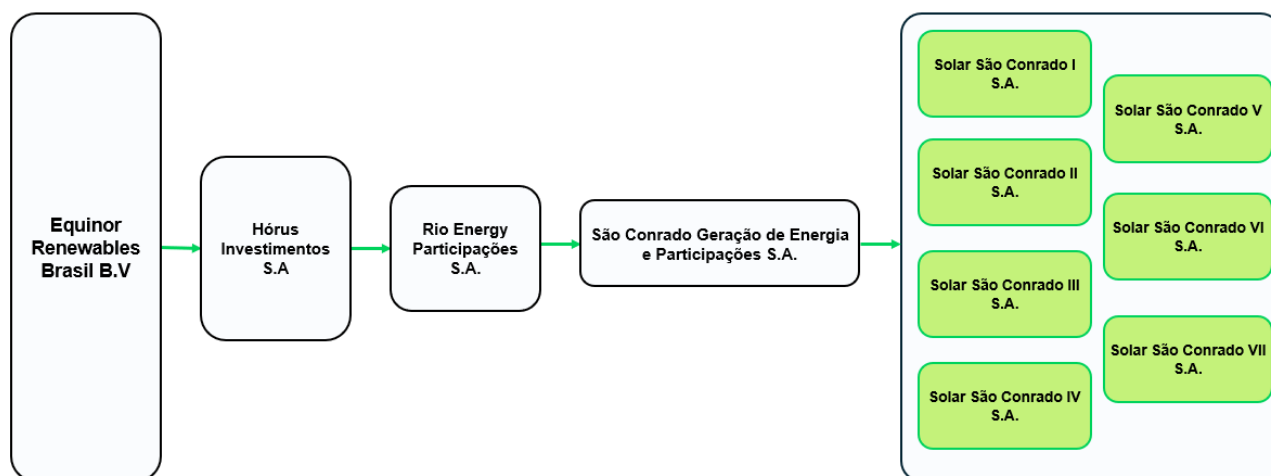 Equinor
Renewables
Brasil B.V
Hórus
Investimentos
S.A
Rio Energy
Participações
S.A.
São Conrado Geração de Energia
e Participações S.A.
Solar São Conrado I
S.A.
Solar São Conrado II
S.A.
Solar São Conrado III
S.A.
Solar São Conrado IV
S.A.
Solar São Conrado V
S.A.
Solar São Conrado VI
S.A.
Solar São Conrado VII
S.A.